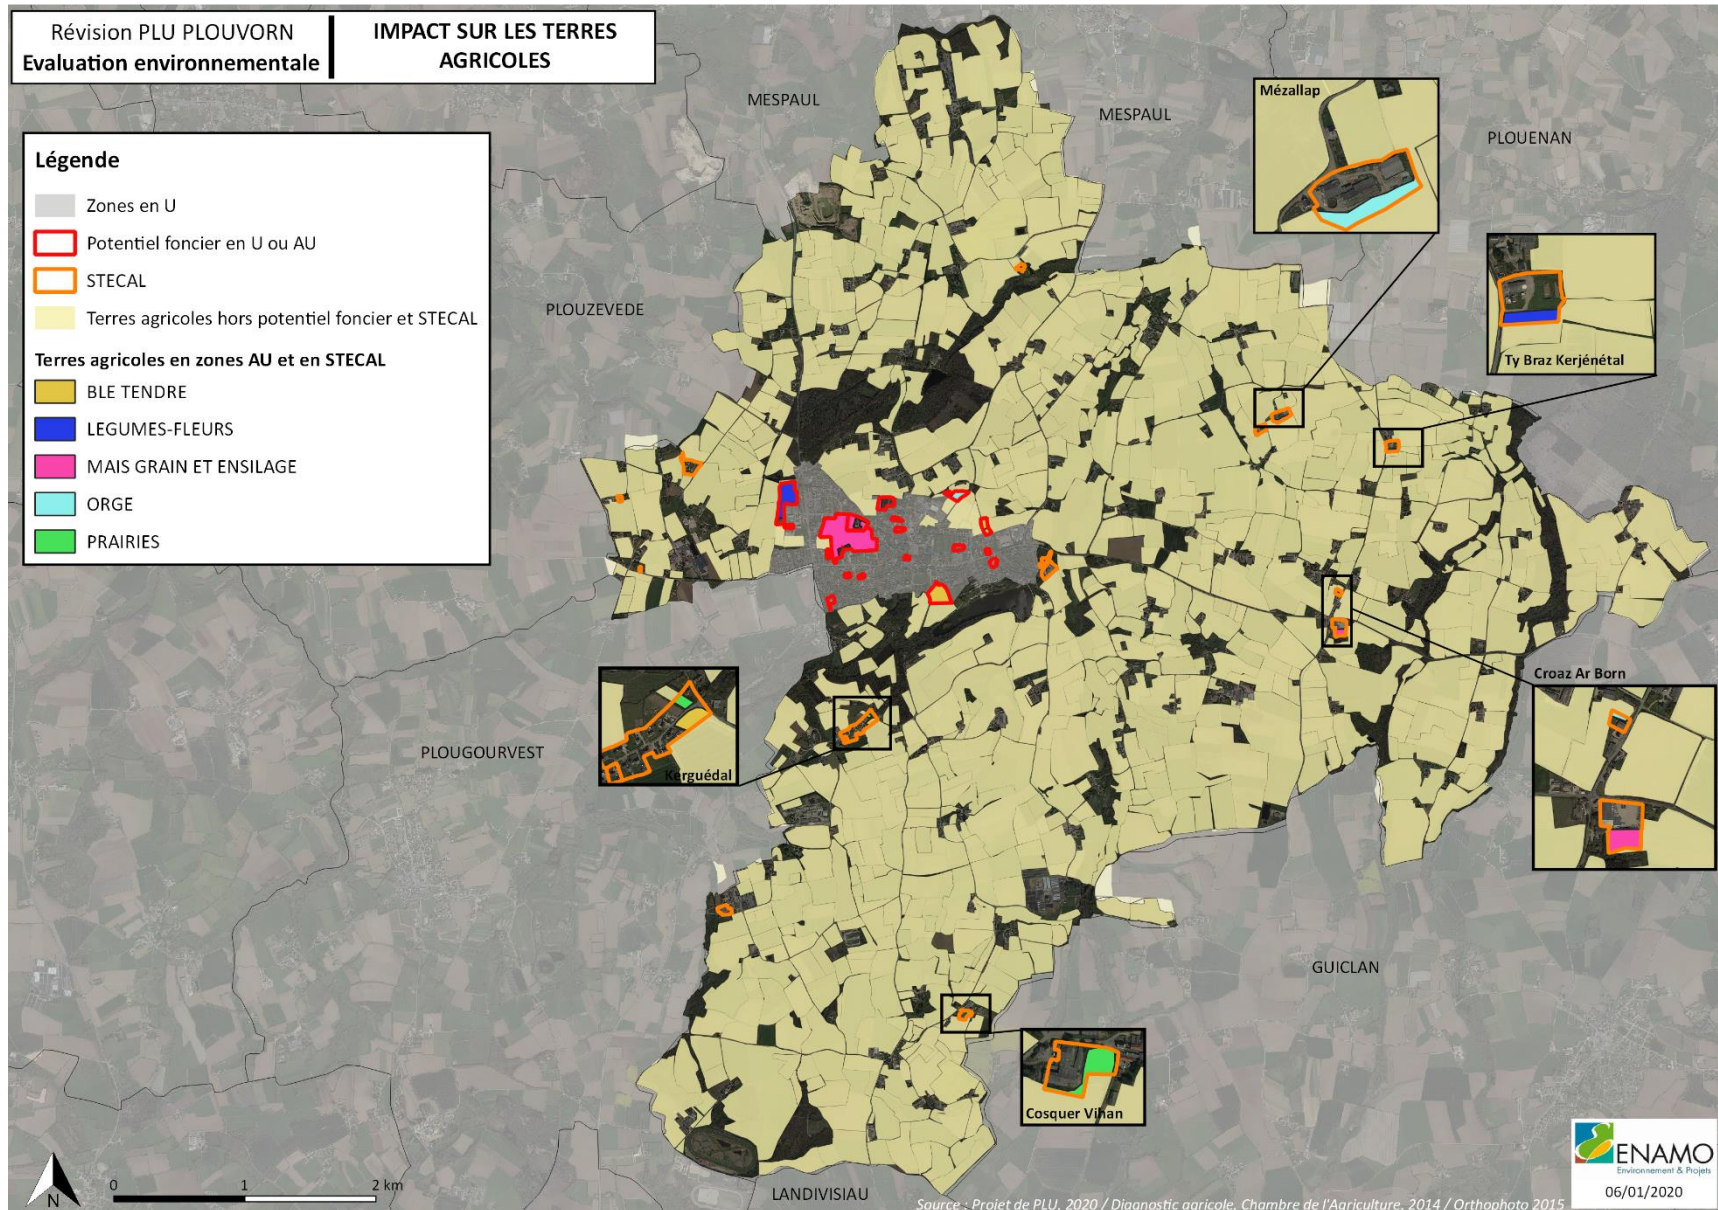 Révision PLU PLOUVORN
Evaluation environnementale
IMPACT SUR LES TERRES
AGRICOLES
Légende
Zones en U
Potentiel foncier en U ou AU
STECAL
Terres agricoles hors potentiel foncier et STECAL
Terres agricoles en zones AU et en STECAL
BLE TENDRE
LEGUMES-FLEURS
MAIS GRAIN ET ENSILAGE
ORGE
PRAIRIES
MESPAUL
MESPAUL
PLOUENAN
PLOUZEVEDE
PLOUGOURVEST
GUICLAN
LANDIVISIAU
Mézallap
Ty Braz Kerjénétal
Croaz Ar Born
Kerguédal
Cosquer Vihan
N
0 1 2 km
Source : Projet de PLU, 2020 / Diagnostic agricole, Chambre de l'Agriculture, 2014 / Orthophoto 2015
ENAMO
Environnement & Projets
06/01/2020